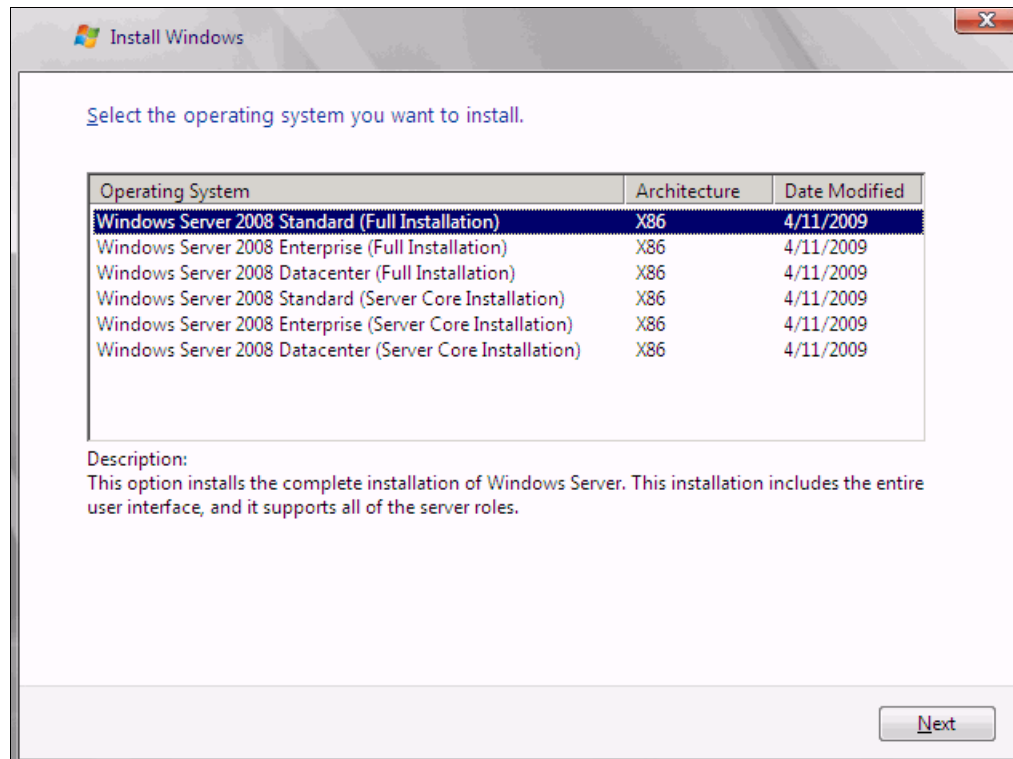 Install Windows
Select the operating system you want to install.
Operating System Architecture Date Modified
Windows Server 2008 Standard (Full Installation) X86 4/11/2009
Windows Server 2008 Enterprise (Full Installation) X86 4/11/2009
Windows Server 2008 Datacenter (Full Installation) X86 4/11/2009
Windows Server 2008 Standard (Server Core Installation) X86 4/11/2009
Windows Server 2008 Enterprise (Server Core Installation) X86 4/11/2009
Windows Server 2008 Datacenter (Server Core Installation) X86 4/11/2009
Description:
This option installs the complete installation of Windows Server. This installation includes the entire
user interface, and it supports all of the server roles.
Next